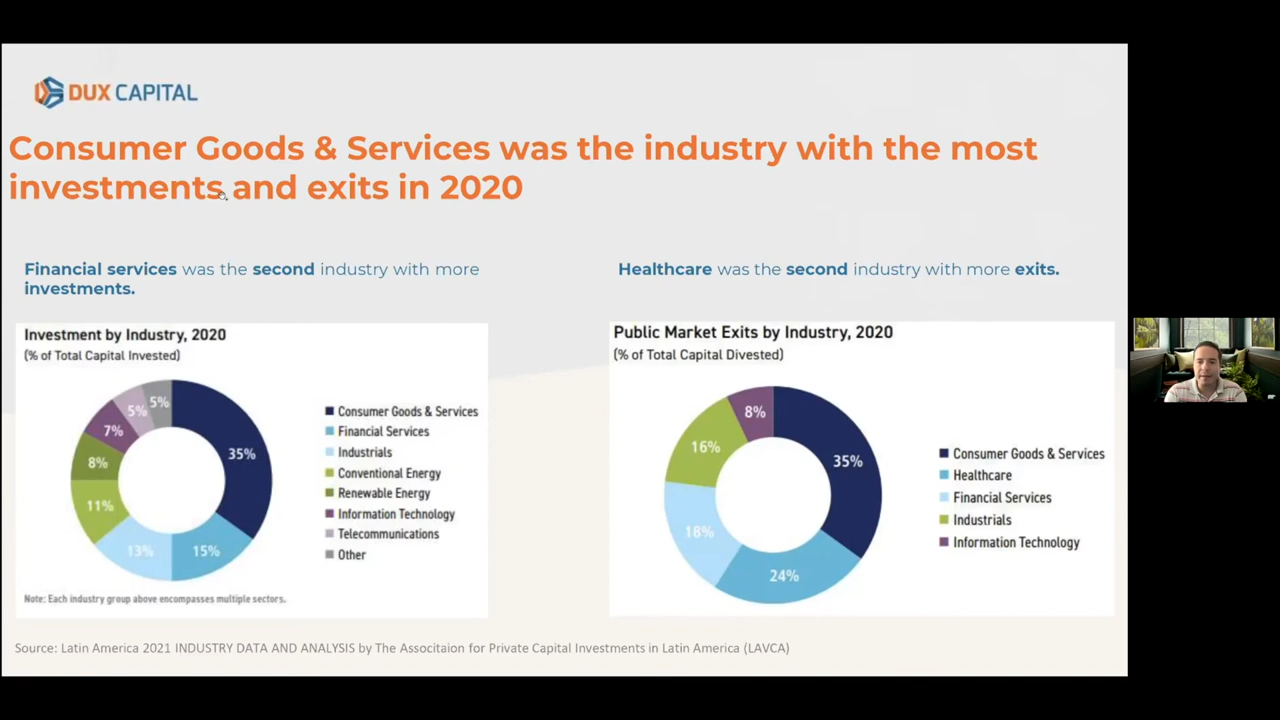 DUX CAPITAL
Consumer Goods & Services was the industry with the most
investments and exits in 2020
Financial services was the second industry with more
investments.
Healthcare was the second industry with more exits.
Investment by Industry, 2020
(% of Total Capital Invested)
5%
5%
7%
8%
11%
13%
15%
35%
Consumer Goods & Services
Financial Services
Industrials
Conventional Energy
Renewable Energy
Information Technology
Telecommunications
Other
Note: Each industry group above encompasses multiple sectors.
Public Market Exits by Industry, 2020
(% of Total Capital Divested)
8%
16%
35%
18%
24%
Consumer Goods & Services
Healthcare
Financial Services
Industrials
Information Technology
Source: Latin America 2021 INDUSTRY DATA AND ANALYSIS by The Associtaion for Private Capital Investments in Latin America (LAVCA)